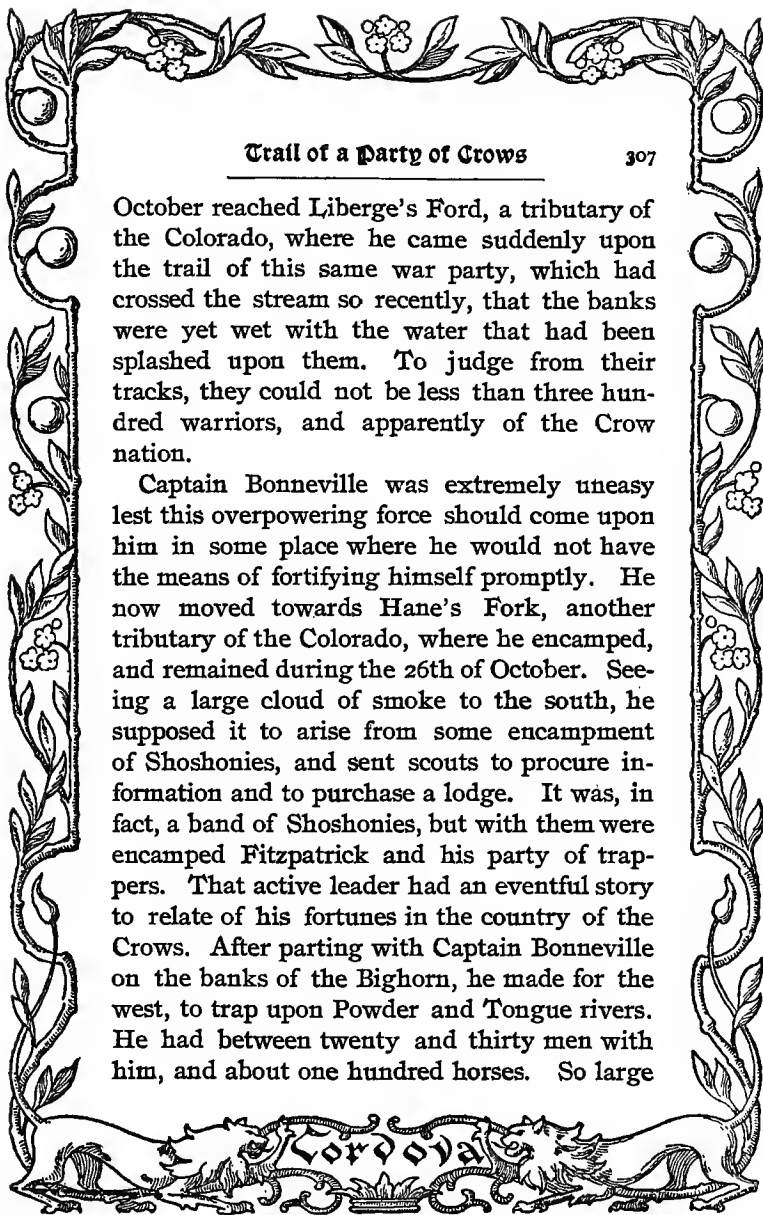 Trail of a Party of Crows 307
October reached Liberge's Ford, a tributary of
the Colorado, where he came suddenly upon
the trail of this same war party, which had
crossed the stream so recently, that the banks
were yet wet with the water that had been
splashed upon them. To judge from their
tracks, they could not be less than three hun-
dred warriors, and apparently of the Crow
nation.
Captain Bonneville was extremely uneasy
lest this overpowering force should come upon
him in some place where he would not have
the means of fortifying himself promptly. He
now moved towards Hane's Fork, another
tributary of the Colorado, where he encamped,
and remained during the 26th of October. See-
ing a large cloud of smoke to the south, he
supposed it to arise from some encampment
of Shoshonies, and sent scouts to procure in-
formation and to purchase a lodge. It was, in
fact, a band of Shoshonies, but with them were
encamped Fitzpatrick and his party of trap-
pers. That active leader had an eventful story
to relate of his fortunes in the country of the
Crows. After parting with Captain Bonneville
on the banks of the Bighorn, he made for the
west, to trap upon Powder and Tongue rivers.
He had between twenty and thirty men with
him, and about one hundred horses. So large
Cordova